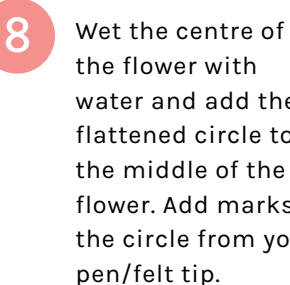 8
Wet the centre of
the flower with
water and add the
flattened circle to
the middle of the
flower. Add marks
the circle from yo
pen/felt tip.